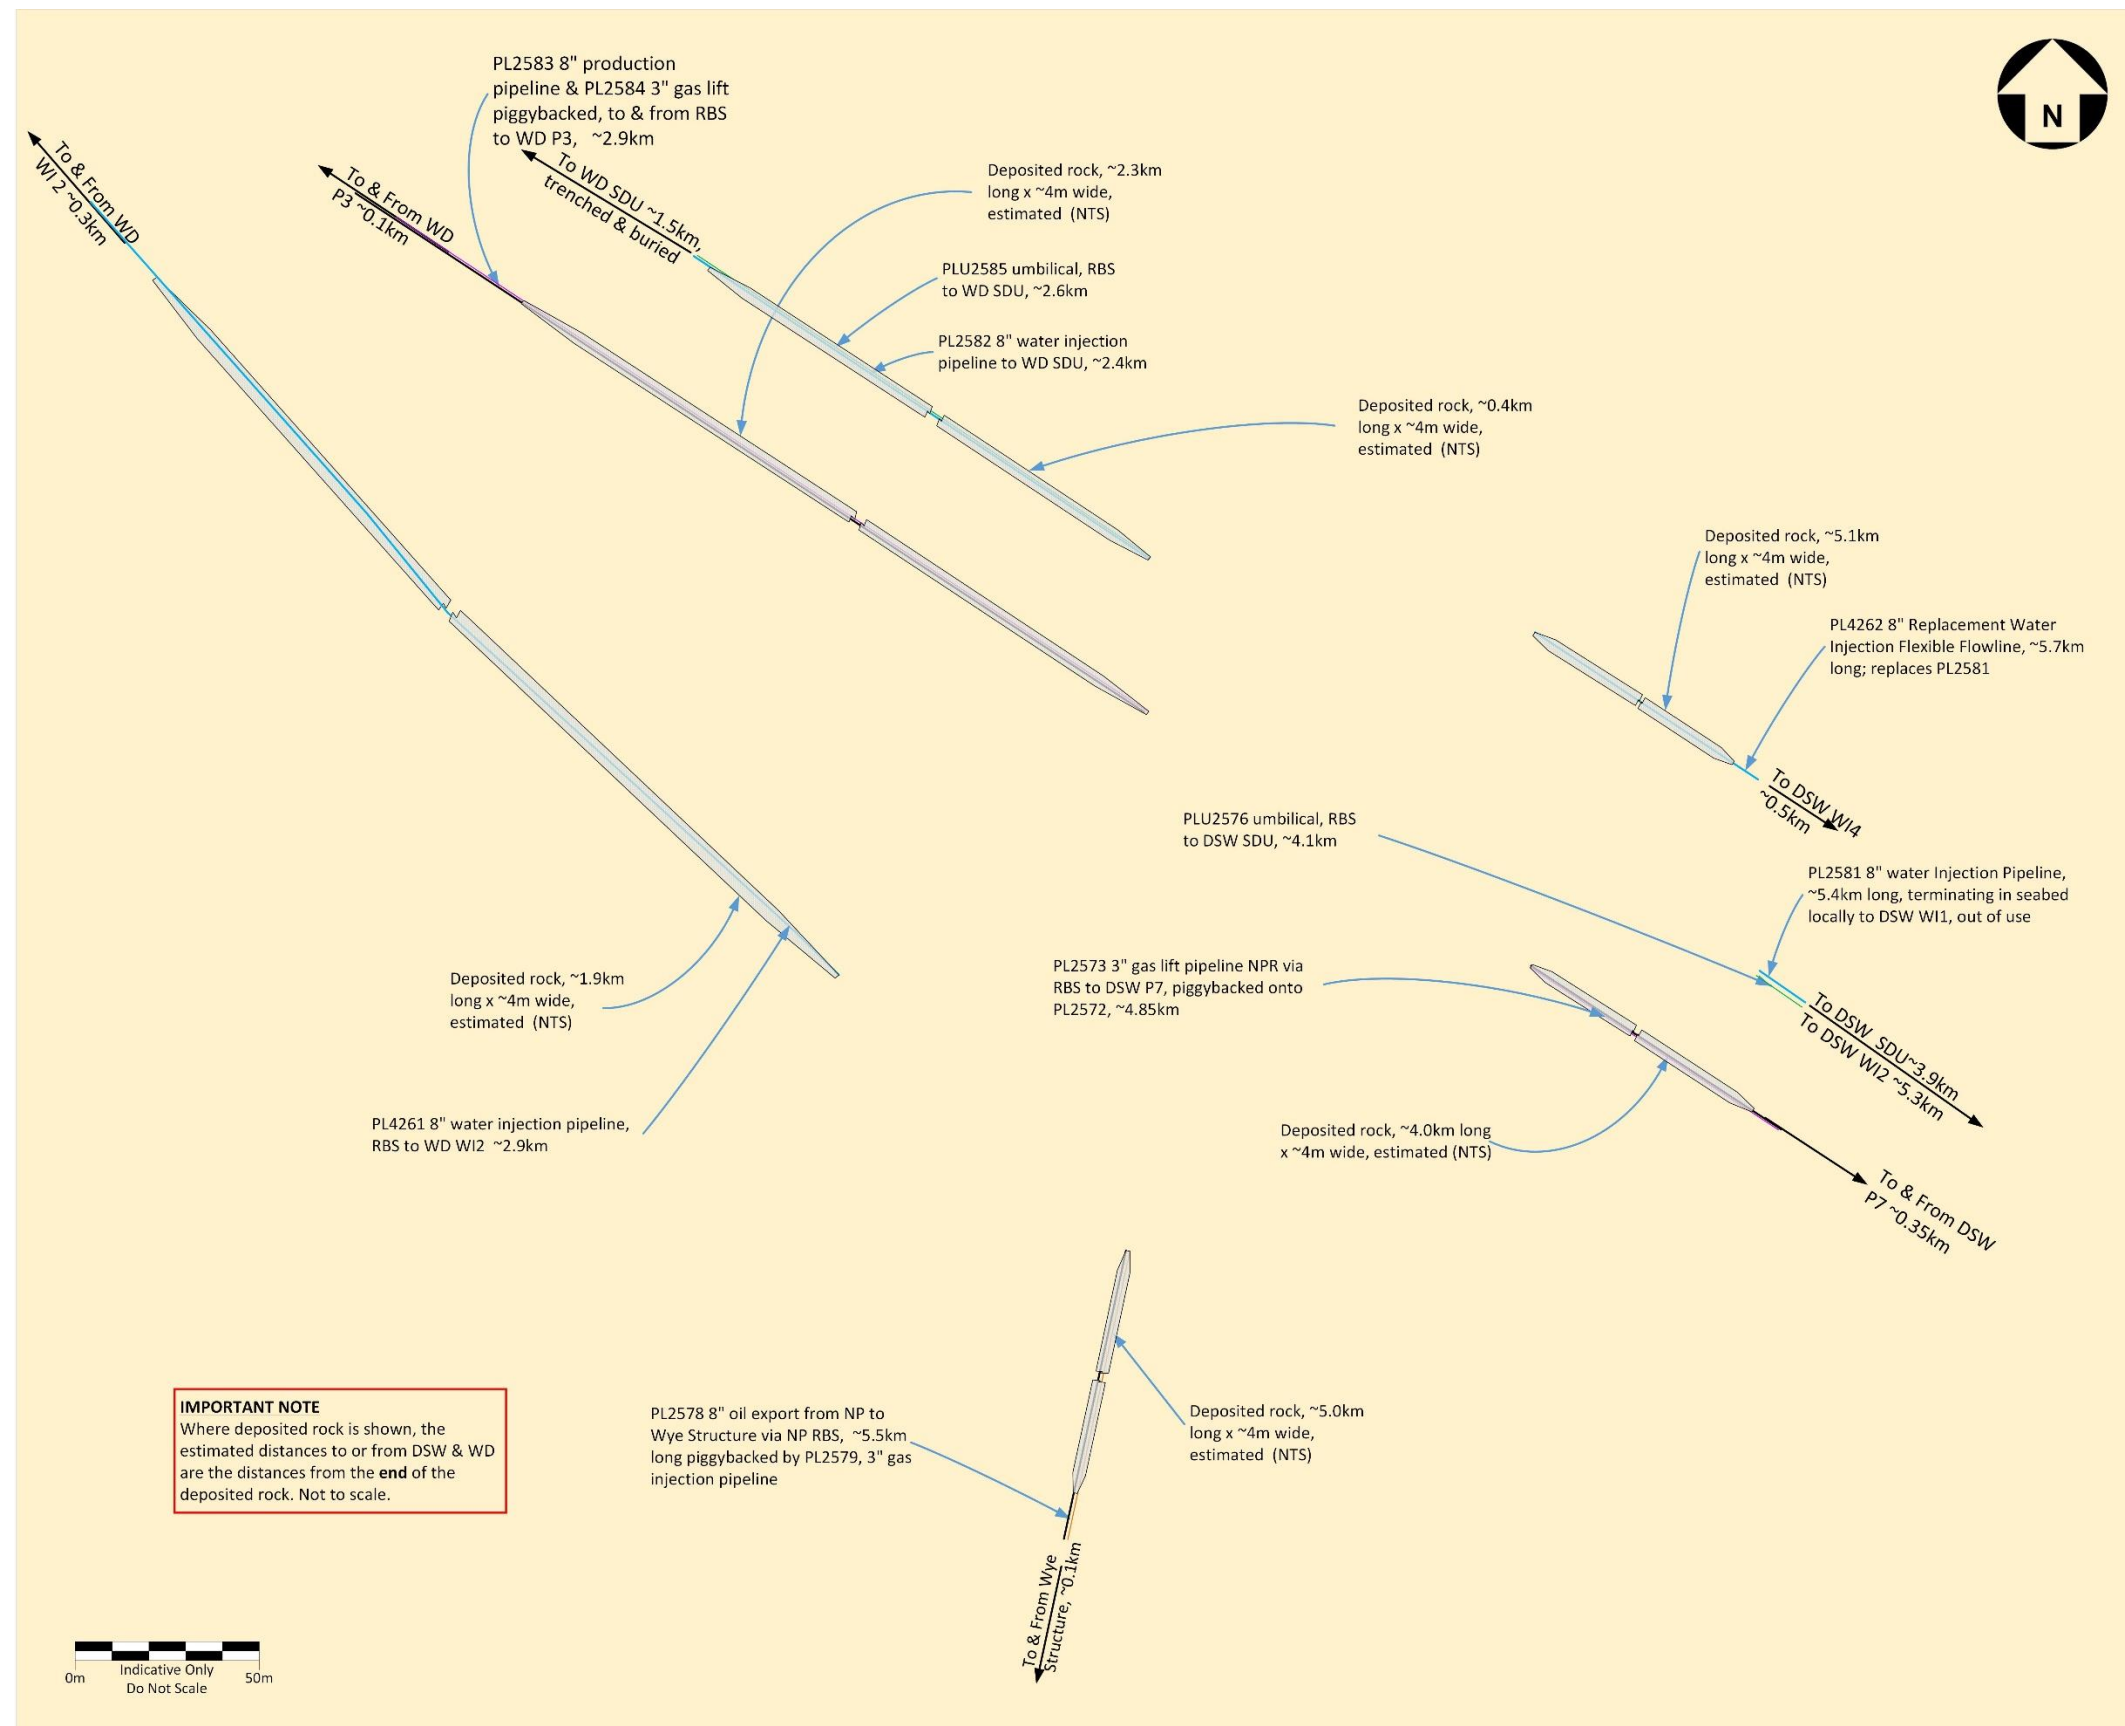 PL2583 8" production
pipeline & PL2584 3" gas lift
piggybacked, to & from RBS
to WD P3, ~2.9km
N
To & From WD
WI 2 ~0.3km
To & From WD
P3 ~0.1km
To WD SDU ~1.5km,
trenched & buried
Deposited rock, ~2.3km
long x ~4m wide,
estimated (NTS)
PLU2585 umbilical, RBS
to WD SDU, ~2.6km
PL2582 8" water injection
pipeline to WD SDU, ~2.4km
Deposited rock, ~0.4km
long x ~4m wide,
estimated (NTS)
Deposited rock, ~5.1km
long x ~4m wide,
estimated (NTS)
PL4262 8" Replacement Water
Injection Flexible Flowline, ~5.7km
long; replaces PL2581
To DSW WI4
~0.5km
PLU2576 umbilical, RBS
to DSW SDU, ~4.1km
PL2581 8" water Injection Pipeline,
~5.4km long, terminating in seabed
locally to DSW WI1, out of use
PL2573 3" gas lift pipeline NPR via
RBS to DSW P7, piggybacked onto
PL2572, ~4.85km
To DSW SDU~3.9km
To DSW WI2 ~5.3km
Deposited rock, ~1.9km
long x ~4m wide,
estimated (NTS)
PL4261 8" water injection pipeline,
RBS to WD WI2 ~2.9km
Deposited rock, ~4.0km long
x ~4m wide, estimated (NTS)
To & From DSW
P7 ~0.35km
IMPORTANT NOTE
Where deposited rock is shown, the
estimated distances to or from DSW & WD
are the distances from the end of the
deposited rock. Not to scale.
PL2578 8" oil export from NP to
Wye Structure via NP RBS, ~5.5km
long piggybacked by PL2579, 3" gas
injection pipeline
Deposited rock, ~5.0km
long x ~4m wide,
estimated (NTS)
To & From Wye
Structure, ~0.1km
0m
Indicative Only
50m
Do Not Scale